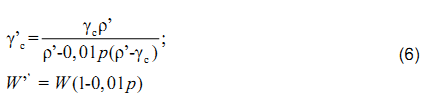 γ’c= γcρ’ / ρ’-0,01p(ρ’-γc) ;
(6)
W’‘ = W(1-0,01p)